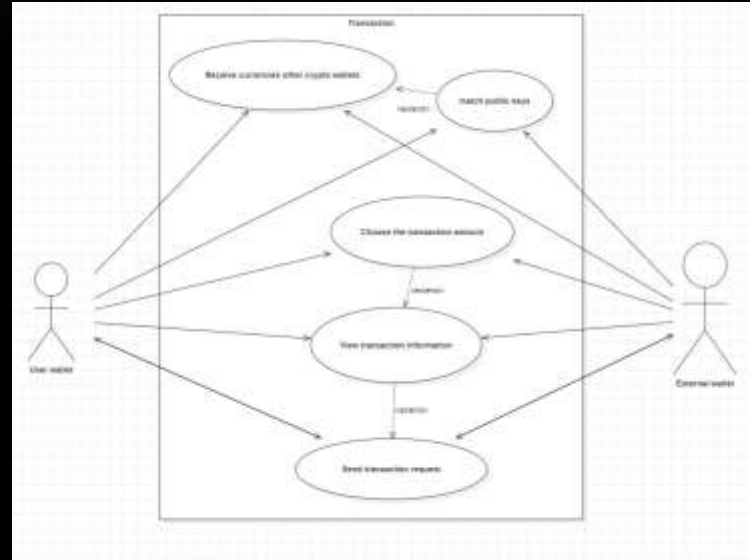 Transaction
Receive currencies other crypto wallets
match public keys
Choose the transaction amount
View transaction information
User wallet
External wallet
Send transaction request